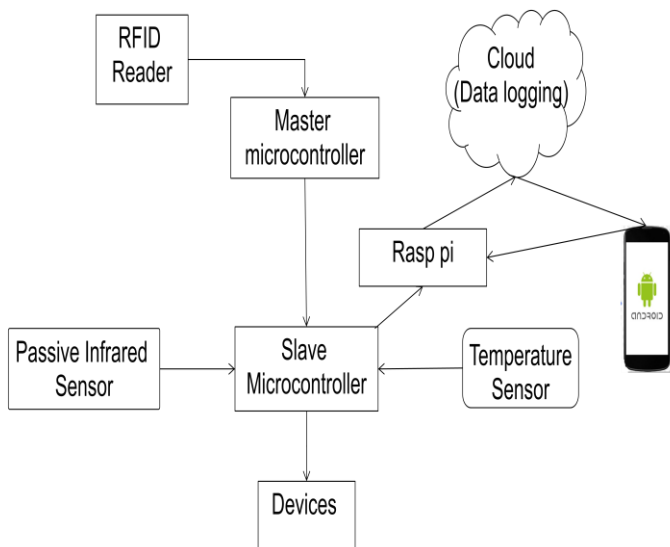 RFID
Reader
Cloud
(Data logging)
Master
microcontroller
Rasp pi
ANDROID
Passive Infrared
Sensor
Slave
Microcontroller
Temperature
Sensor
Devices